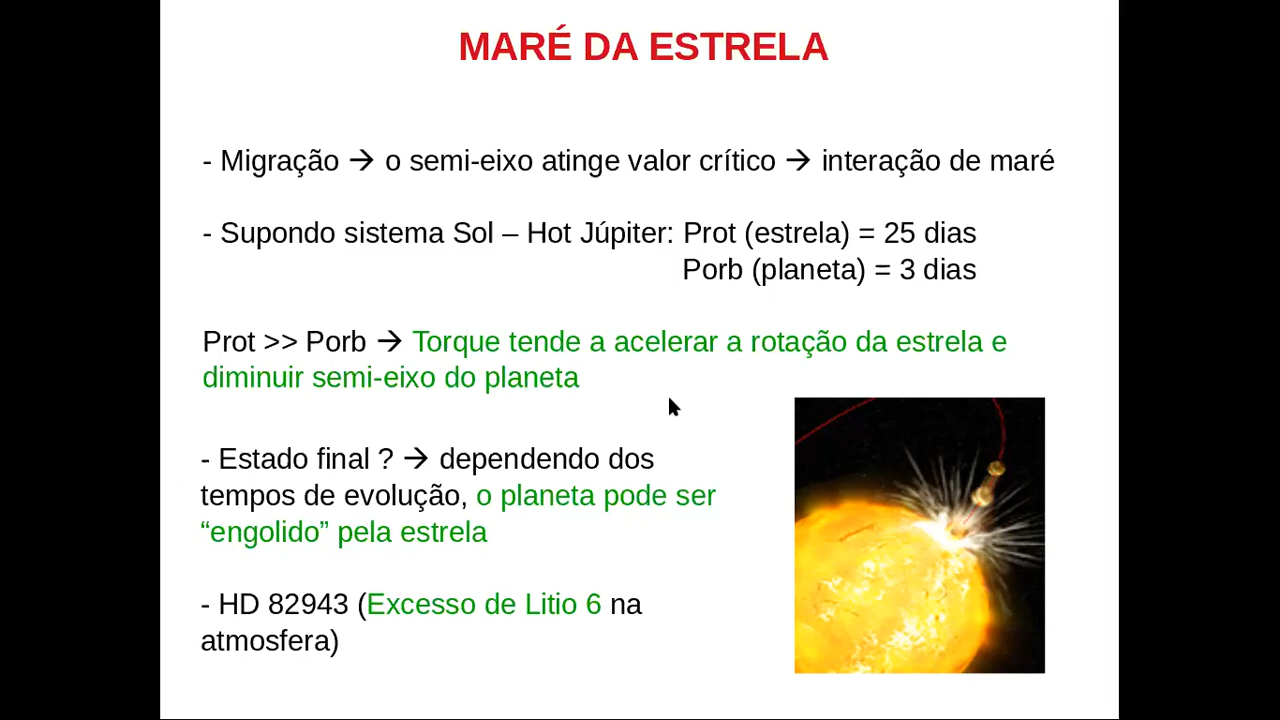 MARÉ DA ESTRELA
- Migração → o semi-eixo atinge valor crítico → interação de maré
- Supondo sistema Sol – Hot Júpiter: Prot (estrela) = 25 dias
Porb (planeta) = 3 dias
Prot >> Porb → Torque tende a acelerar a rotação da estrela e
diminuir semi-eixo do planeta
- Estado final ? → dependendo dos
tempos de evolução, o planeta pode ser
“engolido” pela estrela
- HD 82943 (Excesso de Litio 6 na
atmosfera)